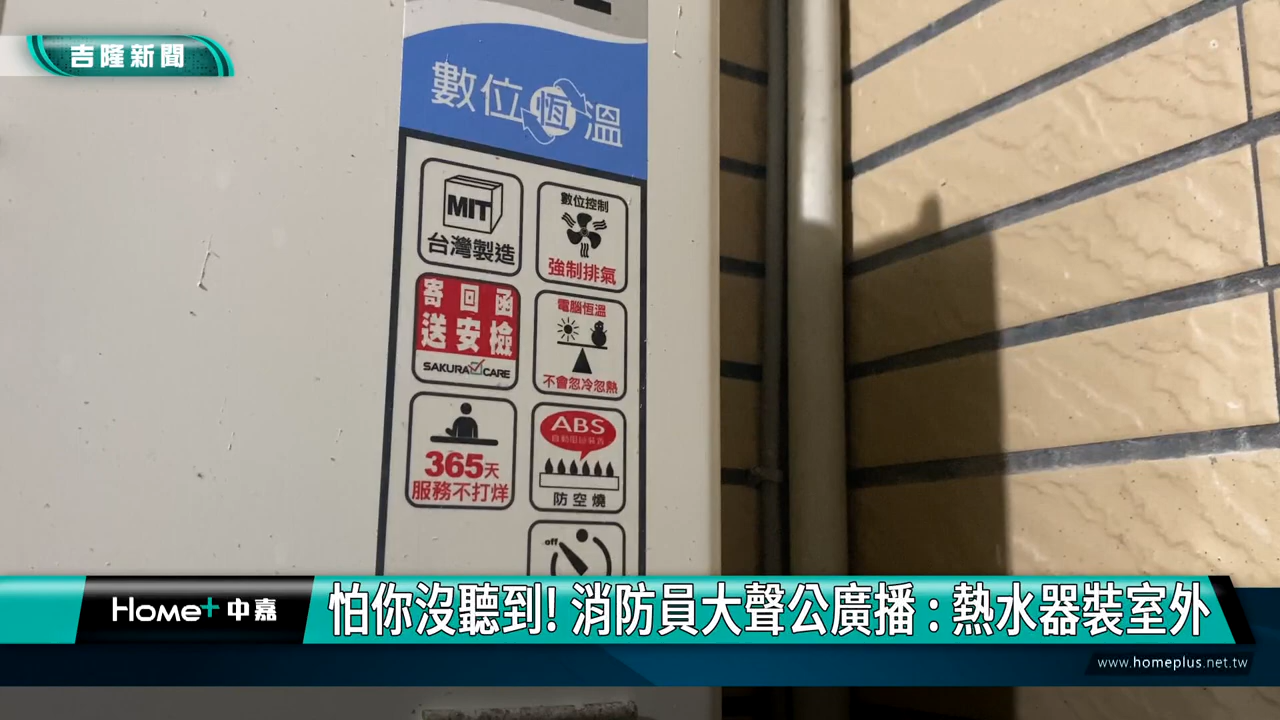 吉隆新聞
數位恆溫
MIT
台灣製造
數位控制
強制排氣
寄回函
送安檢
SAKURA CARE
電腦恆溫
不會忽冷忽熱
365天
服務不打烊
ABS
防空燒
off
Home+中嘉
怕你沒聽到! 消防員大聲公廣播 : 熱水器裝室外
www.homeplus.net.tw